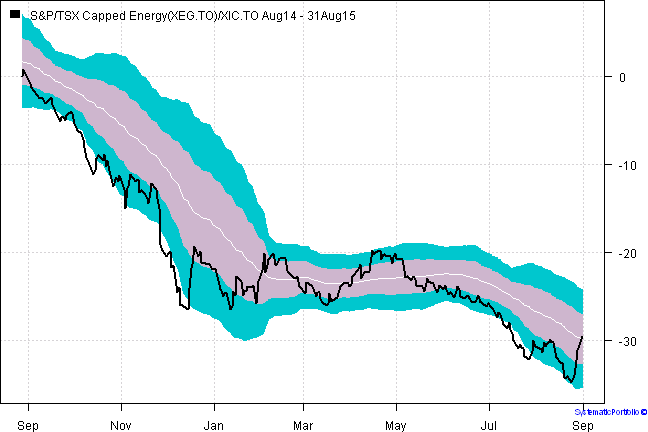 S&P/TSX Capped Energy(XEG.TO)/XIC.TO Aug14 - 31Aug15
0
-10
-20
-30
SystematicPortfolio ©
Sep Nov Jan Mar May Jul Sep